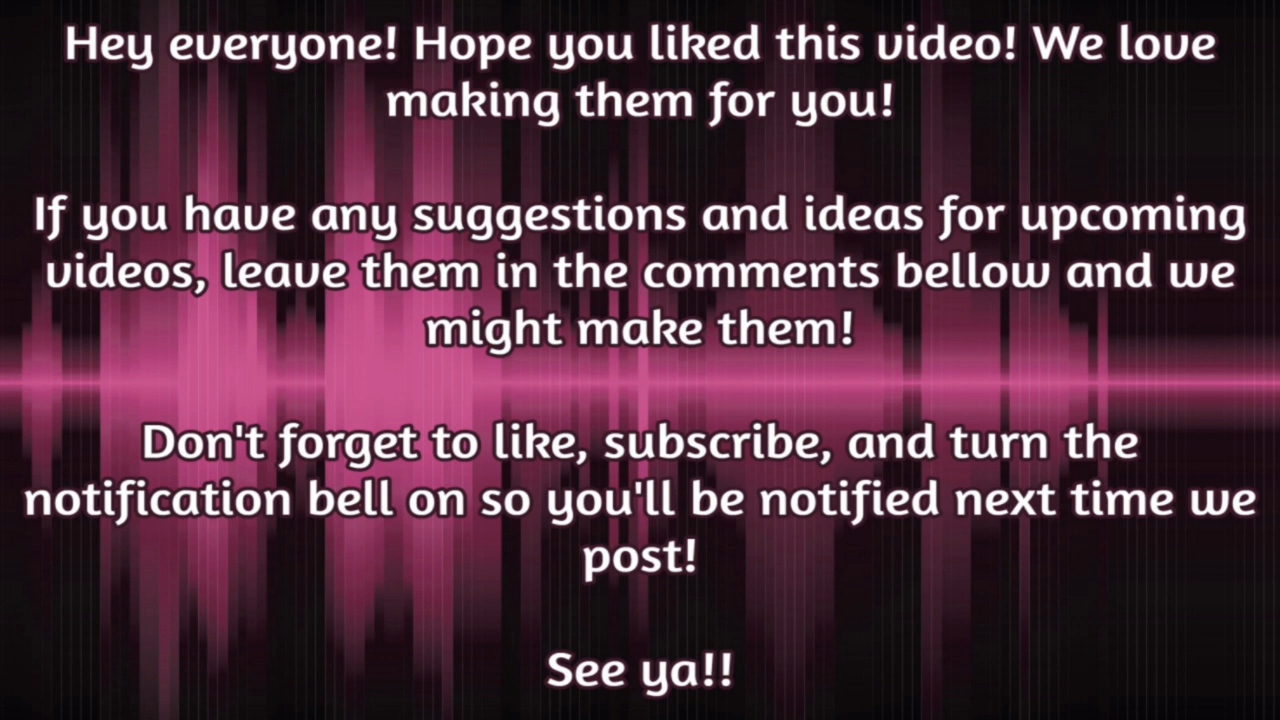 Hey everyone! Hope you liked this video! We love
making them for you!
If you have any suggestions and ideas for upcoming
videos, leave them in the comments bellow and we
might make them!
Don't forget to like, subscribe, and turn the
notification bell on so you'll be notified next time we
post!
See ya!!